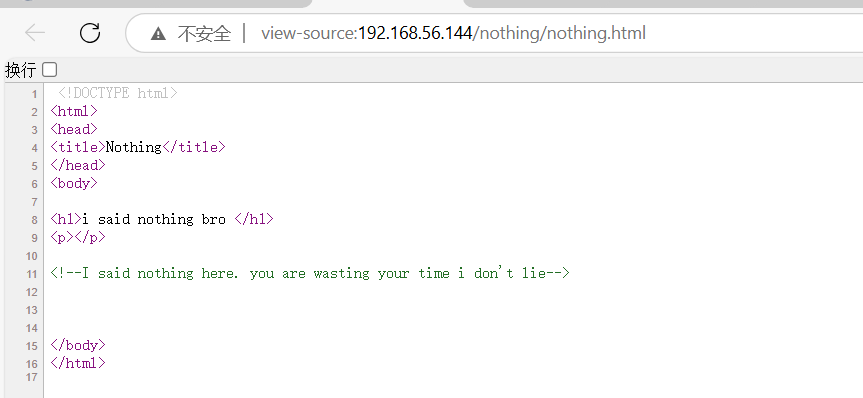 不安全 | view-source:192.168.56.144/nothing/nothing.html
换行
1 <!DOCTYPE html>
2 <html>
3 <head>
4 <title>Nothing</title>
5 </head>
6 <body>
7
8 <h1>i said nothing bro </h1>
9 <p></p>
10
11 <!--I said nothing here. you are wasting your time i don't lie-->
12
13
14
15 </body>
16 </html>
17